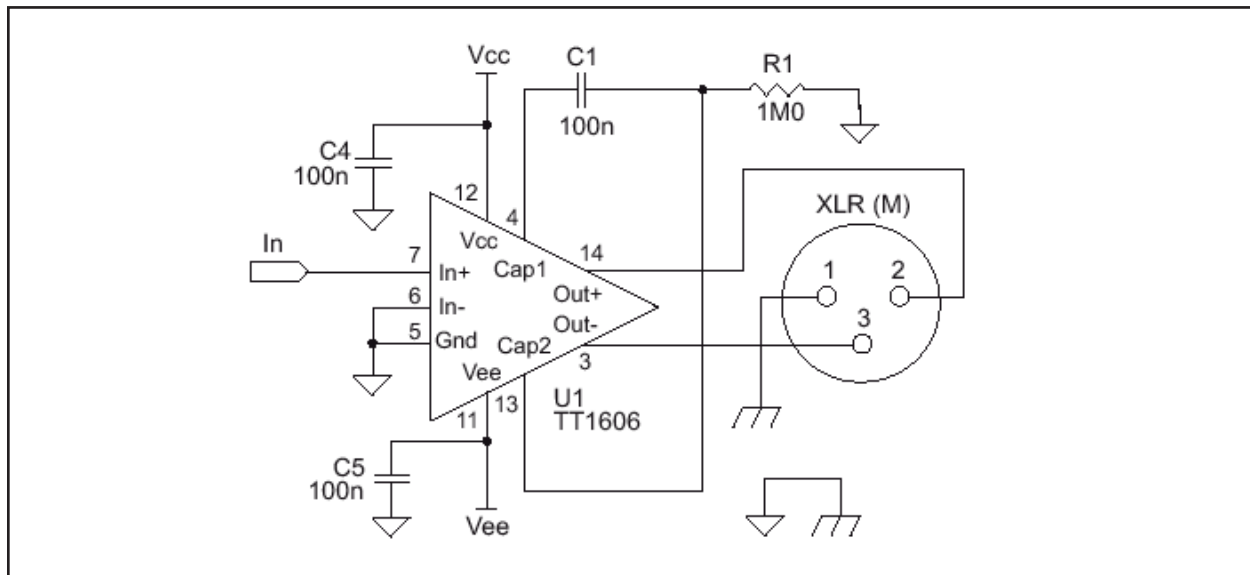 Vcc
C1
100n
R1
1M0
C4
100n
12
4
Vcc
Cap1
14
XLR (M)
In
7
In+
6
In-
5
Gnd
Out+
Out-
Cap2
3
Vee
11
13
U1
TT1606
1
2
3
C5
100n
Vee